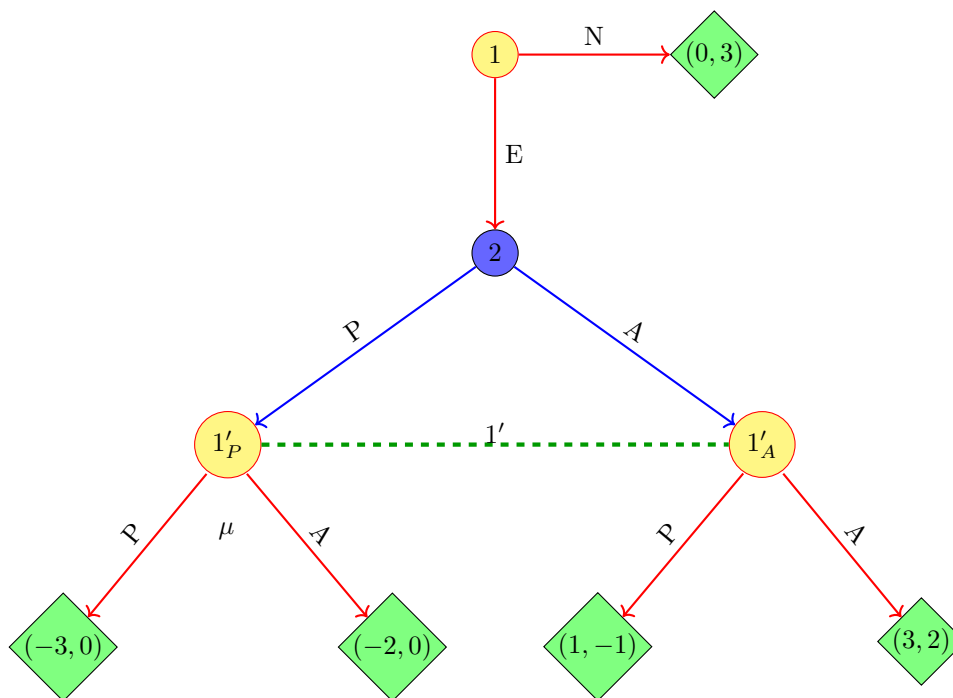 1
N
(0, 3)
E
2
P
A
1′_P
1′
1′_A
P
μ
A
P
A
(−3, 0)
(−2, 0)
(1, −1)
(3, 2)